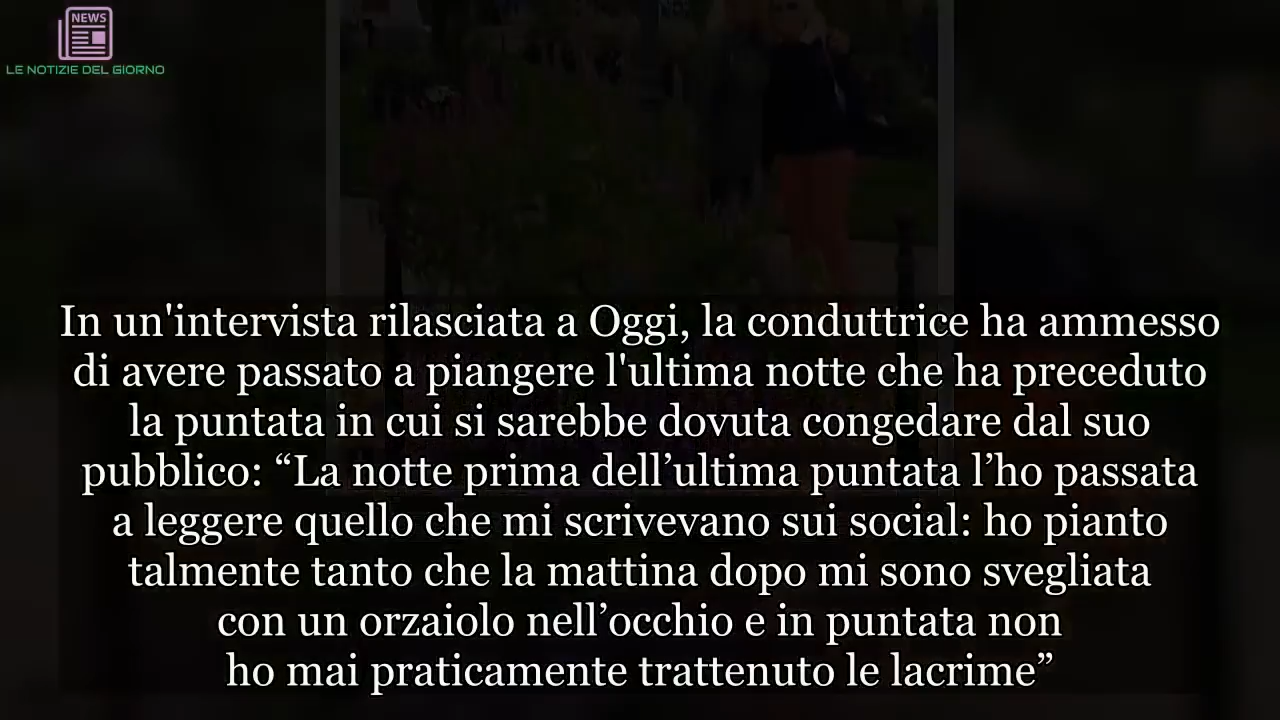 NEWS
LE NOTIZIE DEL GIORNO
In un'intervista rilasciata a Oggi, la conduttrice ha ammesso
di avere passato a piangere l'ultima notte che ha preceduto
la puntata in cui si sarebbe dovuta congedare dal suo
pubblico: “La notte prima dell’ultima puntata l’ho passata
a leggere quello che mi scrivevano sui social: ho pianto
talmente tanto che la mattina dopo mi sono svegliata
con un orzaiolo nell’occhio e in puntata non
ho mai praticamente trattenuto le lacrime”